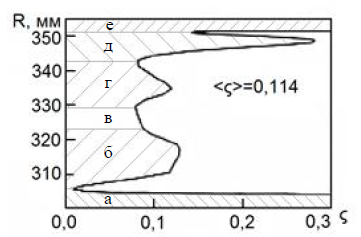 R, мм
350
340
330
320
310
е
д
г
в
б
а
<ς>=0,114
0,0 0,1 0,2 0,3 ς